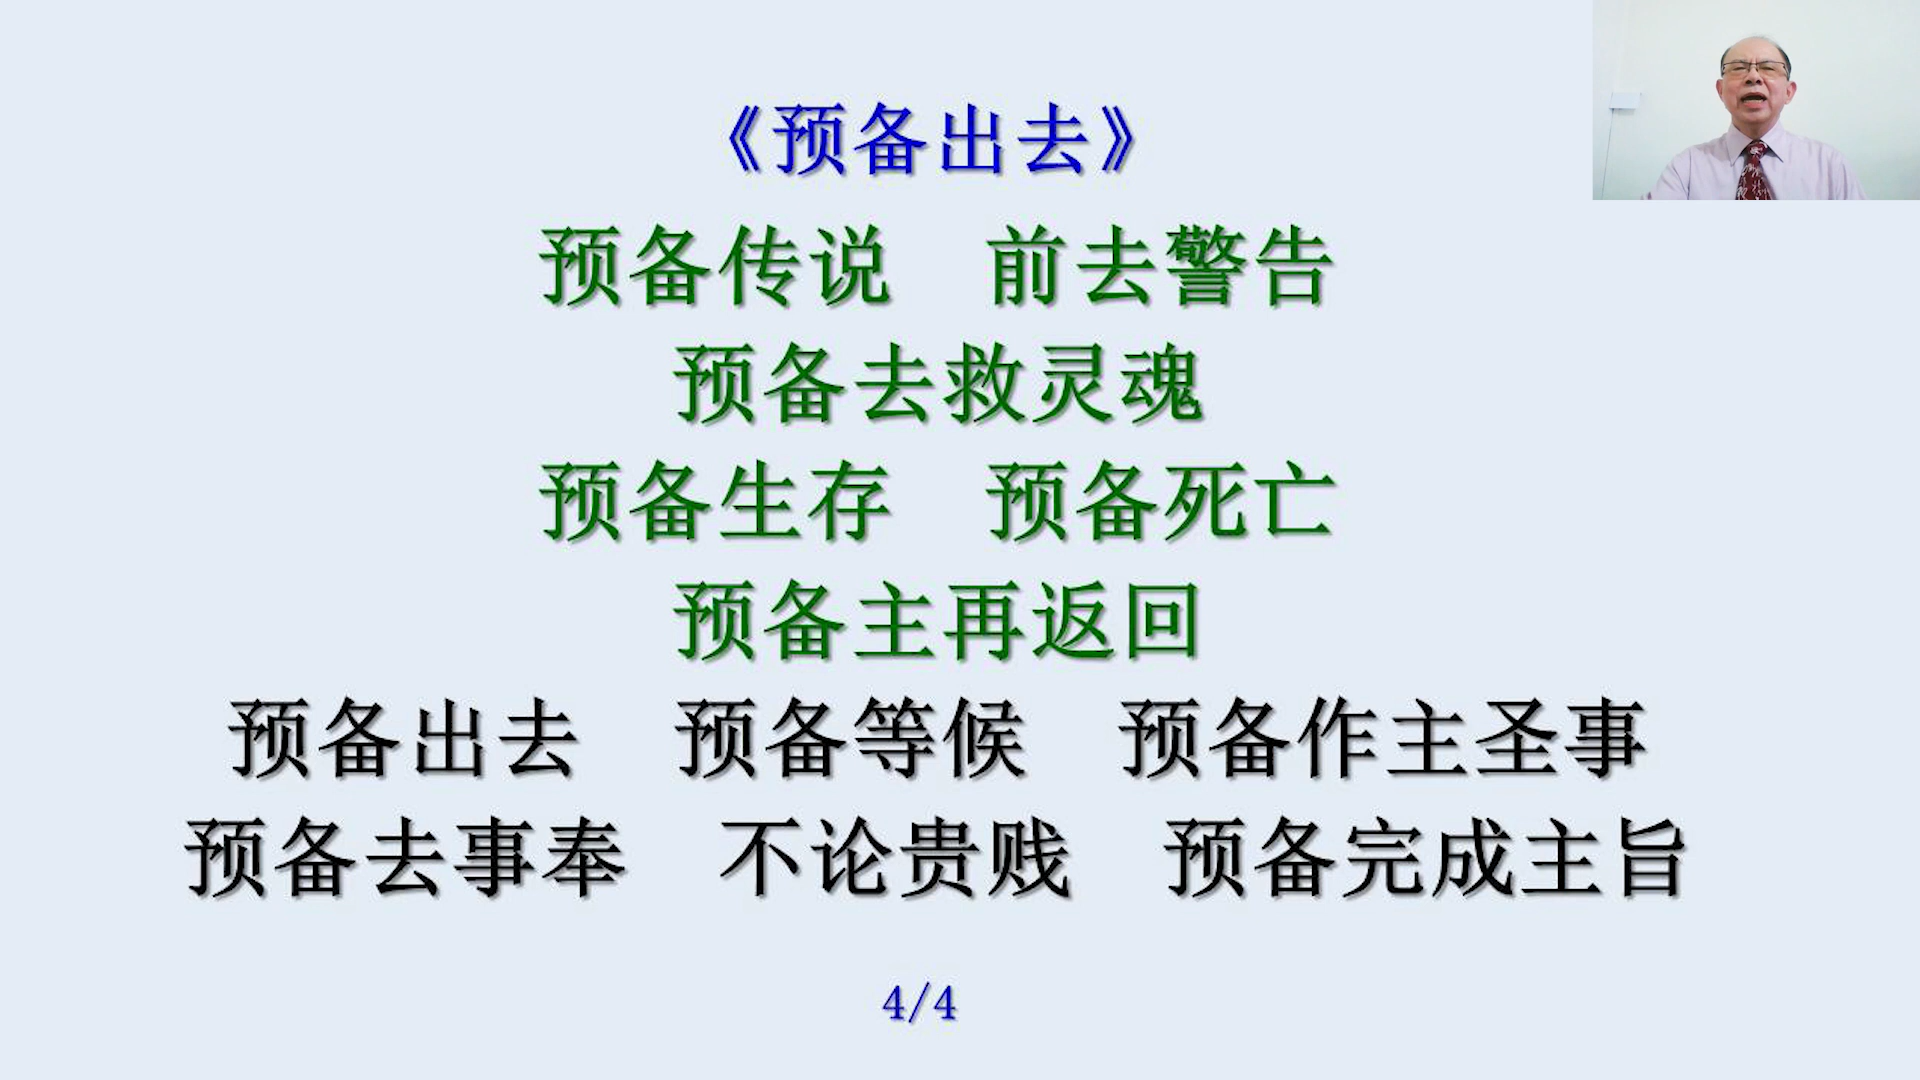 《预备出去》
预备传说 前去警告
预备去救灵魂
预备生存 预备死亡
预备主再返回
预备出去 预备等候 预备作主圣事
预备去事奉 不论贵贱 预备完成主旨
4/4